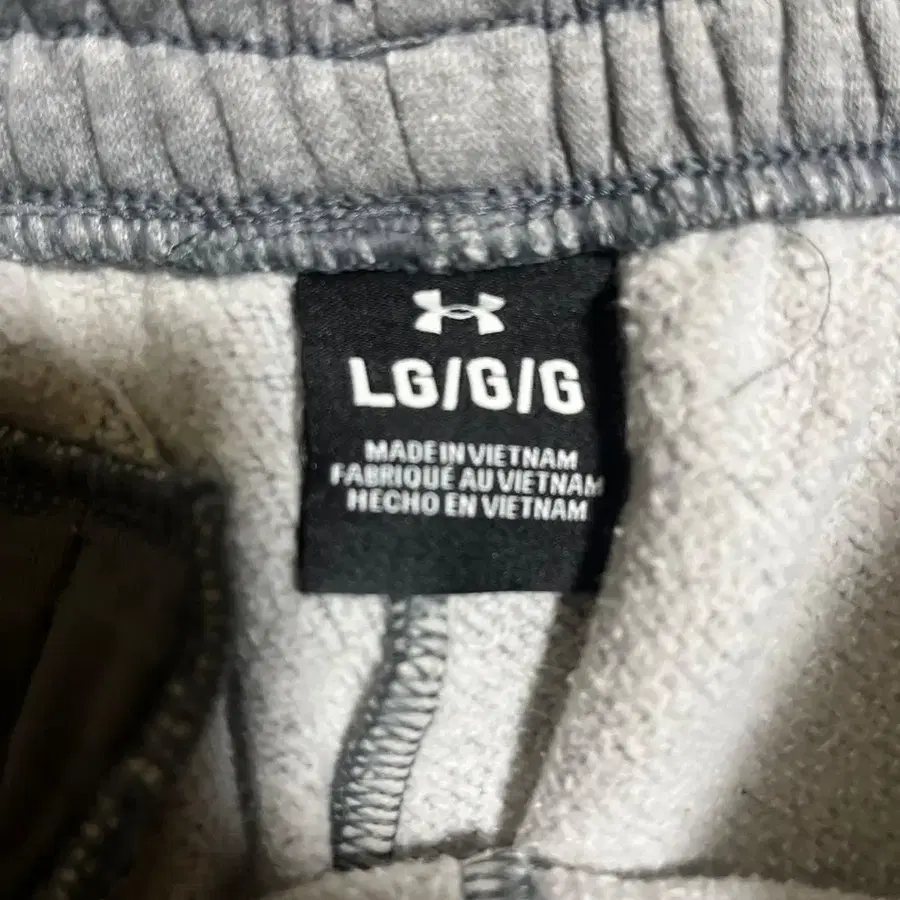 LG/G/G
MADE IN VIETNAM
FABRIQUÉ AU VIETNAM
HECHO EN VIETNAM